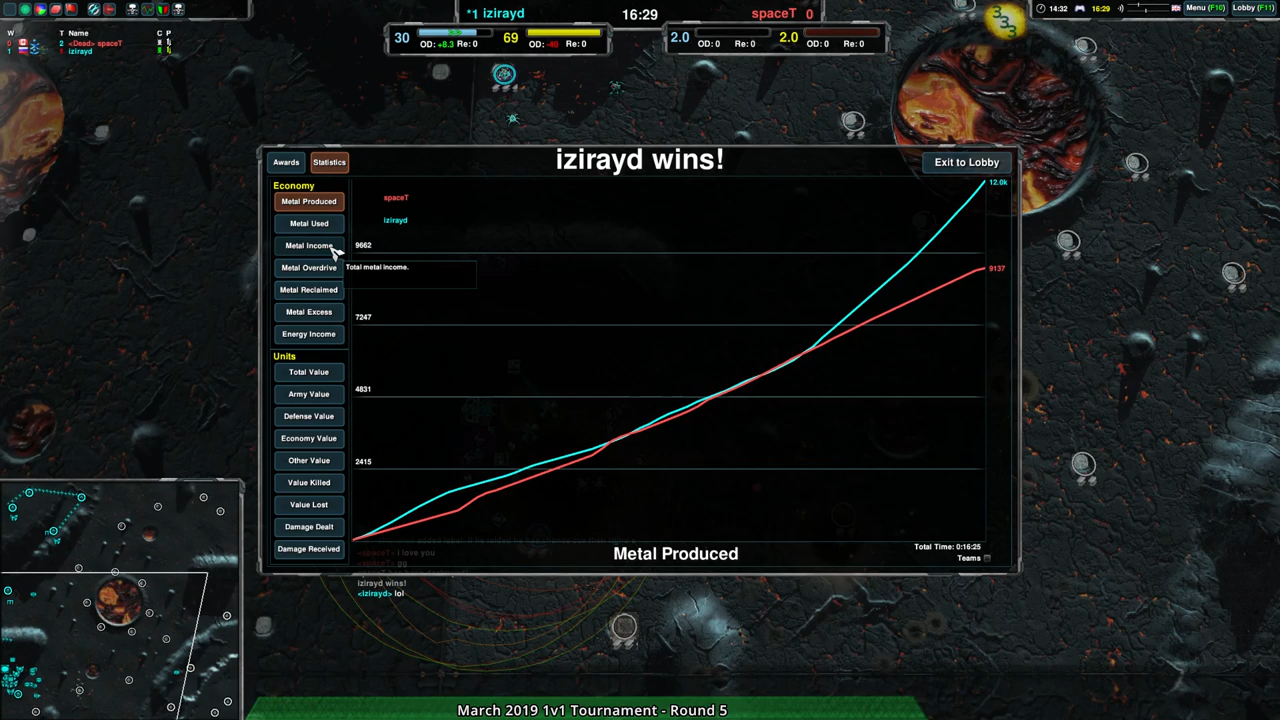 *1 izirayd
16:29
spaceT 0
14:32
16:29
Menu (F10)
Lobby (F11)
30
OD: +8.3 Re: 0
69
OD: -40 Re: 0
2.0
OD: 0 Re: 0
2.0
OD: 0 Re: 0
W T Name C P
0 2 <Dead> spaceT
1 izirayd
izirayd wins!
Awards
Statistics
Exit to Lobby
Economy
Metal Produced
Metal Used
Metal Income
Metal Overdrive
Metal Reclaimed
Metal Excess
Energy Income
Units
Total Value
Army Value
Defense Value
Economy Value
Other Value
Value Killed
Value Lost
Damage Dealt
Damage Received
spaceT
izirayd
12.0k
9662
Total metal income.
9137
7247
4831
2415
Metal Produced
Total Time: 0:16:25
Teams
<spaceT> I love you
<spaceT> gg
izirayd wins!
<izirayd> lol
March 2019 1v1 Tournament - Round 5